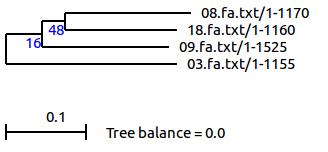 08.fa.txt/1-1170
48
18.fa.txt/1-1160
16
09.fa.txt/1-1525
03.fa.txt/1-1155
0.1
Tree balance = 0.0